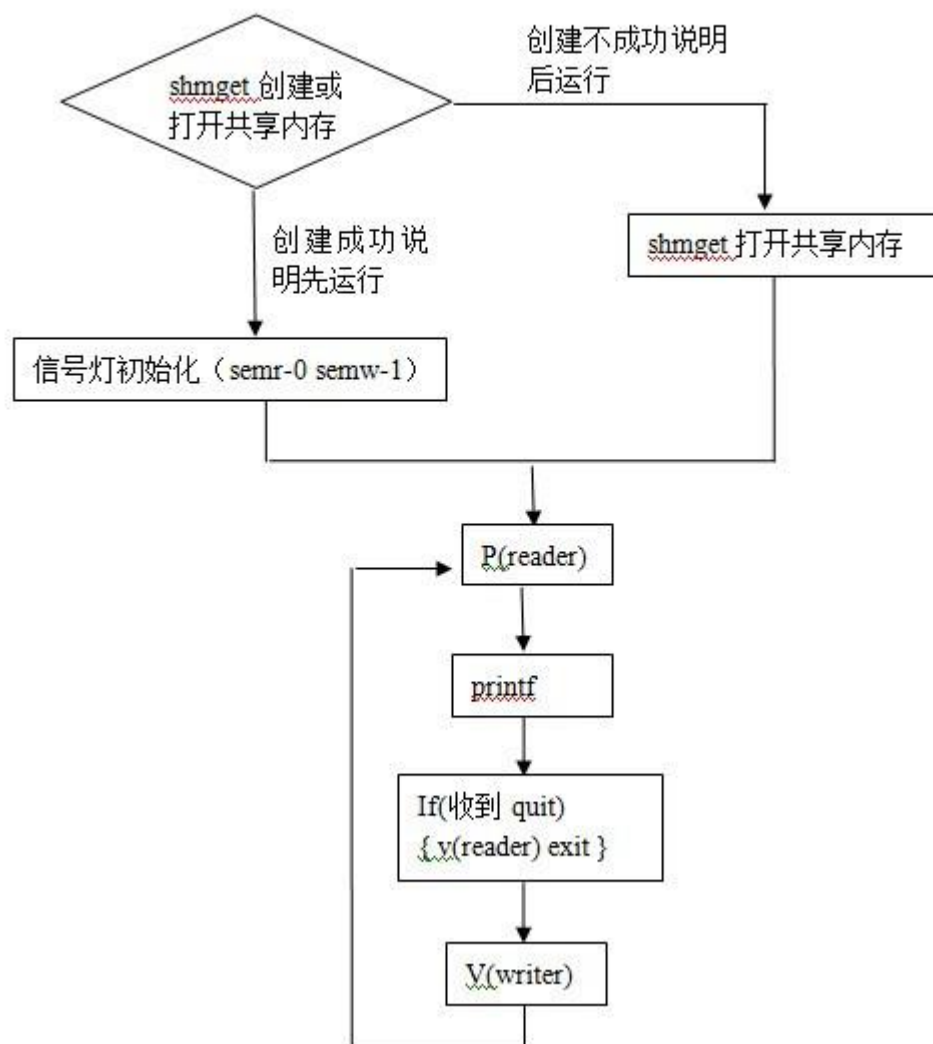 shmget 创建或
打开共享内存
创建不成功说明
后运行
创建成功说
明先运行
shmget 打开共享内存
信号灯初始化（semr-0 semw-1）
P(reader)
printf
If(收到 quit)
{ v(reader) exit }
V(writer)